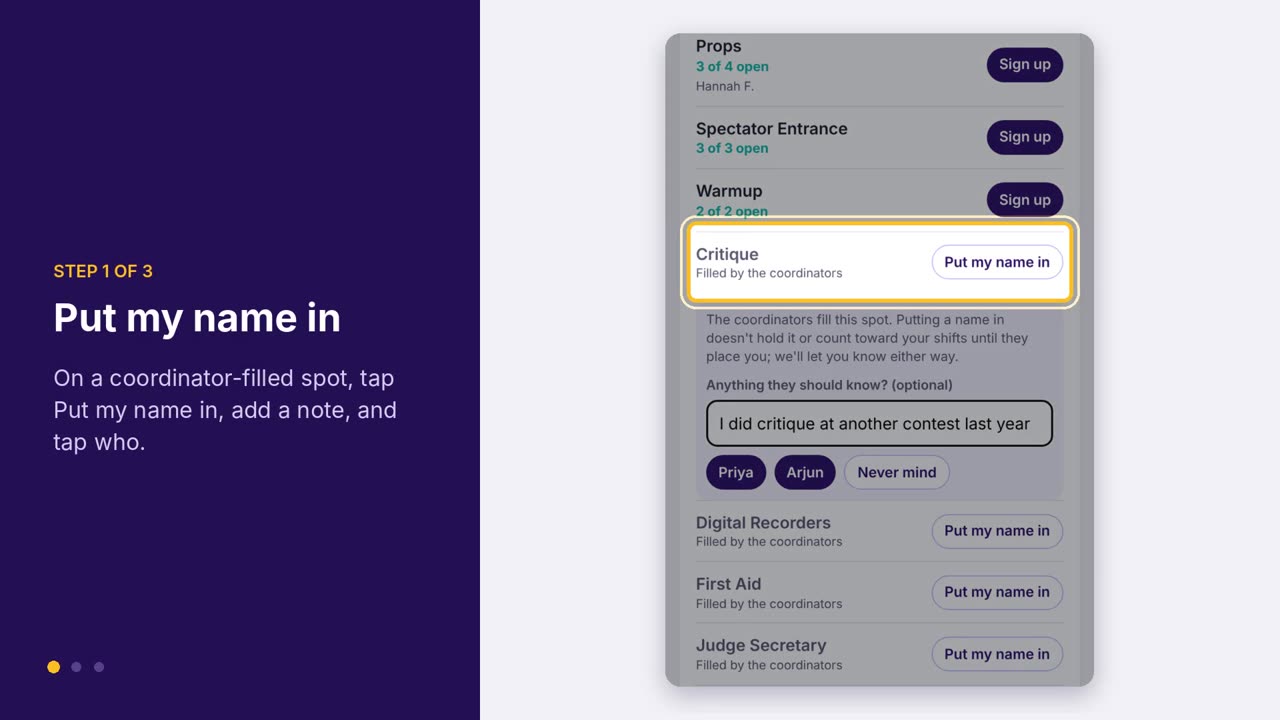 STEP 1 OF 3
Put my name in
On a coordinator-filled spot, tap
Put my name in, add a note, and
tap who.
Props
3 of 4 open
Hannah F.
Sign up
Spectator Entrance
3 of 3 open
Sign up
Warmup
2 of 2 open
Sign up
Critique
Filled by the coordinators
Put my name in
The coordinators fill this spot. Putting a name in
doesn't hold it or count toward your shifts until they
place you; we'll let you know either way.
Anything they should know? (optional)
I did critique at another contest last year
Priya
Arjun
Never mind
Digital Recorders
Filled by the coordinators
Put my name in
First Aid
Filled by the coordinators
Put my name in
Judge Secretary
Filled by the coordinators
Put my name in